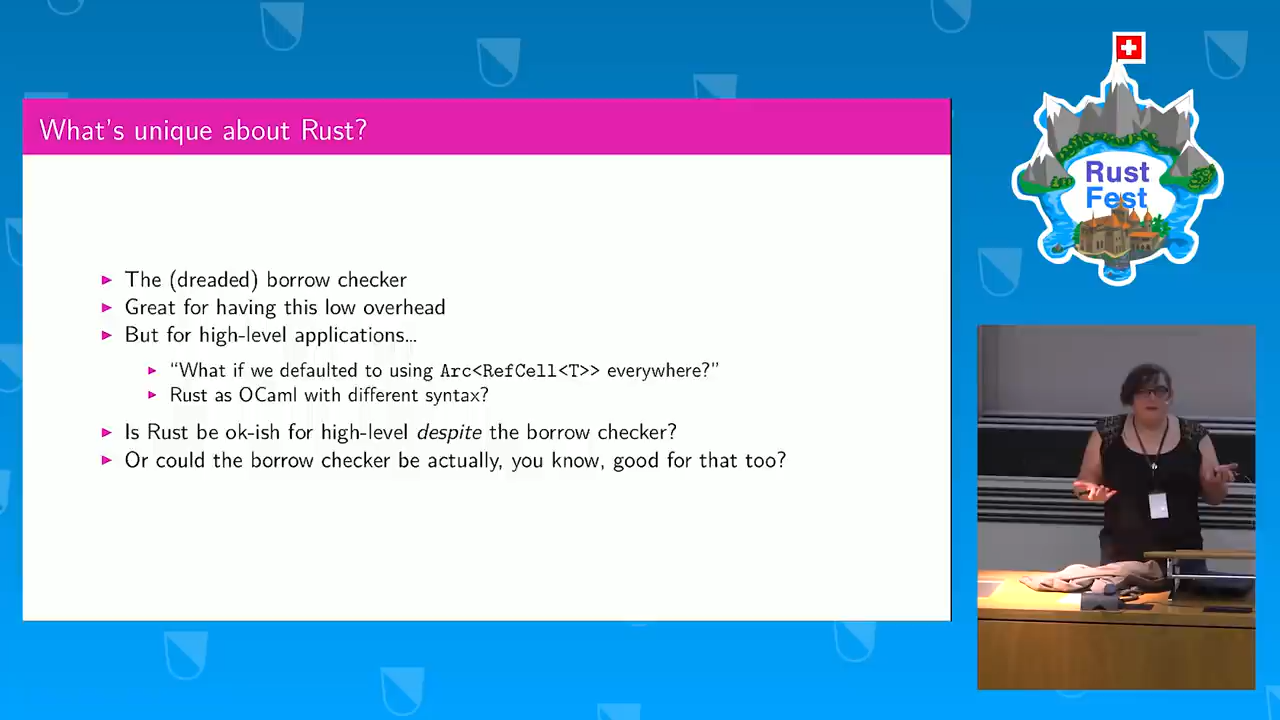 What's unique about Rust?
Rust
Fest
▶ The (dreaded) borrow checker
▶ Great for having this low overhead
▶ But for high-level applications…
▶ “What if we defaulted to using Arc<RefCell<T>> everywhere?”
▶ Rust as OCaml with different syntax?
▶ Is Rust be ok-ish for high-level despite the borrow checker?
▶ Or could the borrow checker be actually, you know, good for that too?